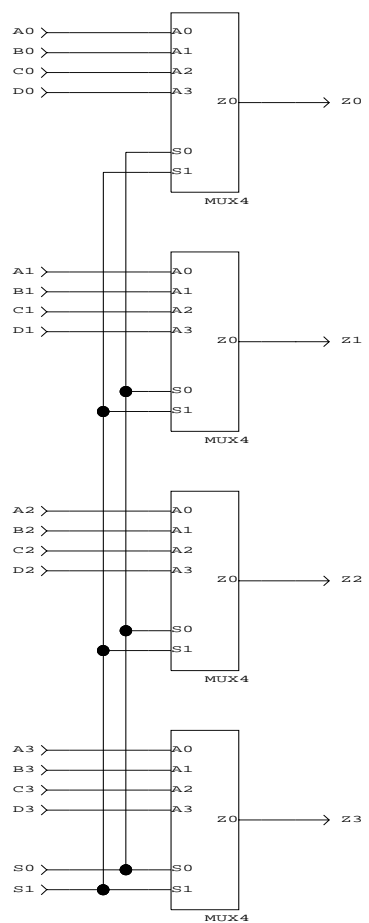 A0 A0
B0 A1
C0 A2
D0 A3
Z0 Z0
S0
S1
MUX4
A1 A0
B1 A1
C1 A2
D1 A3
Z0 Z1
S0
S1
MUX4
A2 A0
B2 A1
C2 A2
D2 A3
Z0 Z2
S0
S1
MUX4
A3 A0
B3 A1
C3 A2
D3 A3
Z0 Z3
S0 S0
S1 S1
MUX4